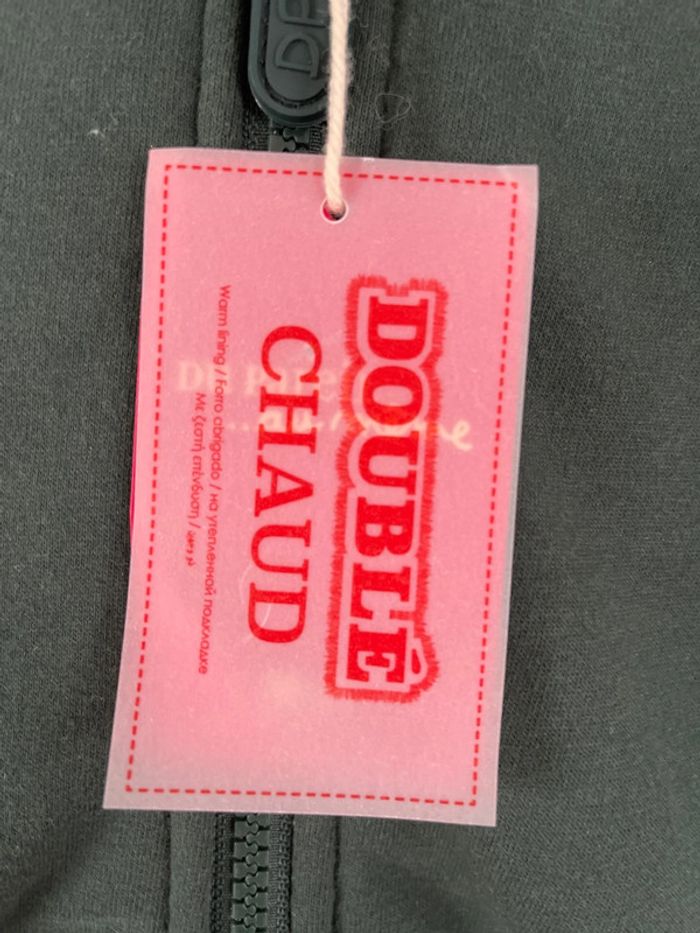 DOUBLÉ
CHAUD
Warm lining / forro abrigado / на утепленной подкладке
Με ζεστή επένδυση /